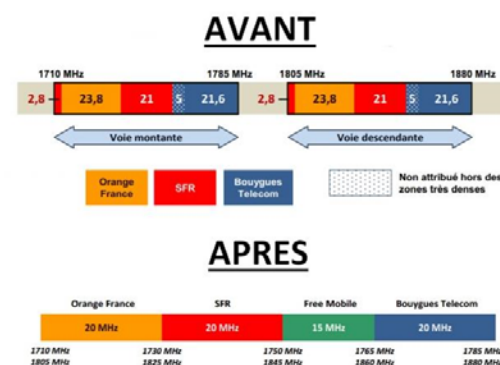 AVANT
1710 MHz 1785 MHz 1805 MHz 1880 MHz
2,8 23,8 21 5 21,6 2,8 23,8 21 5 21,6
Voie montante Voie descendante
Orange France SFR Bouygues Telecom Non attribué hors des zones très denses
APRES
Orange France SFR Free Mobile Bouygues Telecom
20 MHz 20 MHz 15 MHz 20 MHz
1710 MHz 1730 MHz 1750 MHz 1765 MHz 1785 MHz
1805 MHz 1825 MHz 1845 MHz 1860 MHz 1880 MHz